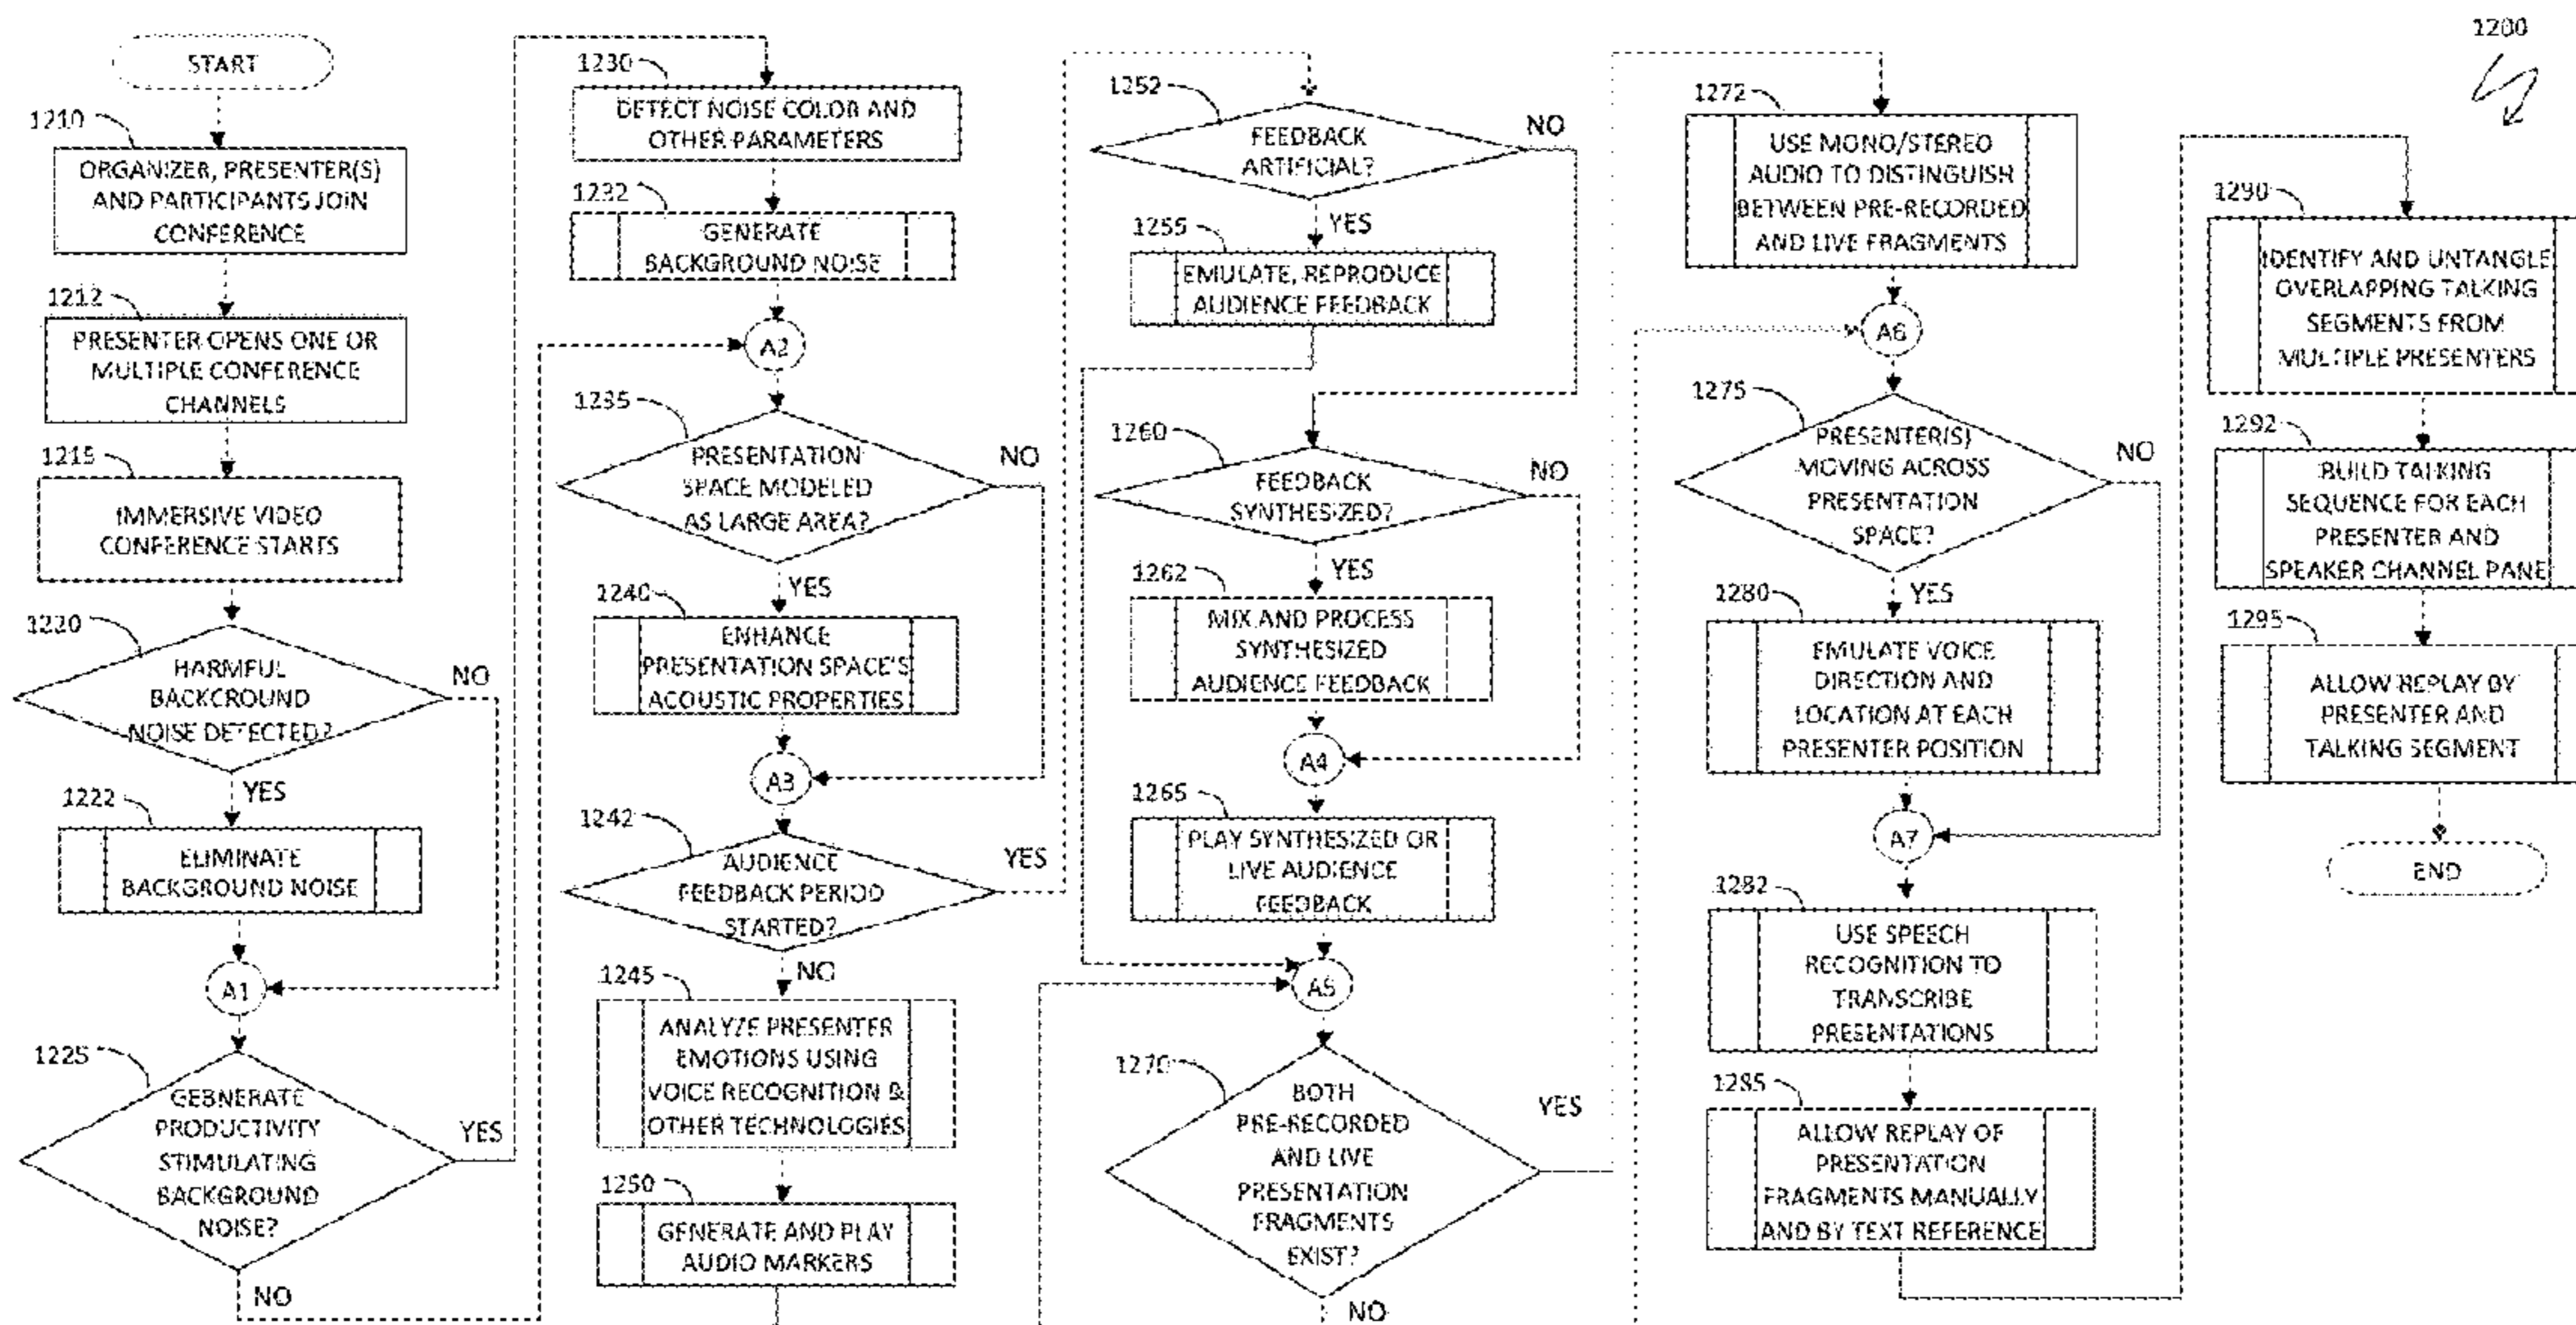 1200
START
1210
ORGANIZER, PRESENTER(S)
AND PARTICIPANTS JOIN
CONFERENCE
1212
PRESENTER OPENS ONE OR
MULTIPLE CONFERENCE
CHANNELS
1215
IMMERSIVE VIDEO
CONFERENCE STARTS
1220
HARMFUL
BACKGROUND
NOISE DETECTED?
NO
YES
1222
ELIMINATE
BACKGROUND NOISE
A1
1225
GEBNERATE
PRODUCTIVITY
STIMULATING
BACKGROUND
NOISE?
YES
NO
1230
DETECT NOISE COLOR AND
OTHER PARAMETERS
1232
GENERATE
BACKGROUND NOISE
A2
1235
PRESENTATION
SPACE MODELED
AS LARGE AREA?
NO
YES
1240
ENHANCE
PRESENTATION SPACE'S
ACOUSTIC PROPERTIES
A3
1242
AUDIENCE
FEEDBACK PERIOD
STARTED?
YES
NO
1245
ANALYZE PRESENTER
EMOTIONS USING
VOICE RECOGNITION &
OTHER TECHNOLOGIES
1250
GENERATE AND PLAY
AUDIO MARKERS
1252
FEEDBACK
ARTIFICIAL?
NO
YES
1255
EMULATE, REPRODUCE
AUDIENCE FEEDBACK
1260
FEEDBACK
SYNTHESIZED?
NO
YES
1262
MIX AND PROCESS
SYNTHESIZED
AUDIENCE FEEDBACK
A4
1265
PLAY SYNTHESIZED OR
LIVE AUDIENCE
FEEDBACK
A5
1270
BOTH
PRE-RECORDED
AND LIVE
PRESENTATION
FRAGMENTS
EXIST?
YES
NO
1272
USE MONO/STEREO
AUDIO TO DISTINGUISH
BETWEEN PRE-RECORDED
AND LIVE FRAGMENTS
A6
1275
PRESENTER(S)
MOVING ACROSS
PRESENTATION
SPACE?
NO
YES
1280
EMULATE VOICE
DIRECTION AND
LOCATION AT EACH
PRESENTER POSITION
A7
1282
USE SPEECH
RECOGNITION TO
TRANSCRIBE
PRESENTATIONS
1285
ALLOW REPLAY OF
PRESENTATION
FRAGMENTS MANUALLY
AND BY TEXT REFERENCE
1290
IDENTIFY AND UNTANGLE
OVERLAPPING TALKING
SEGMENTS FROM
MULTIPLE PRESENTERS
1292
BUILD TALKING
SEQUENCE FOR EACH
PRESENTER AND
SPEAKER CHANNEL PANE
1295
ALLOW REPLAY BY
PRESENTER AND
TALKING SEGMENT
END